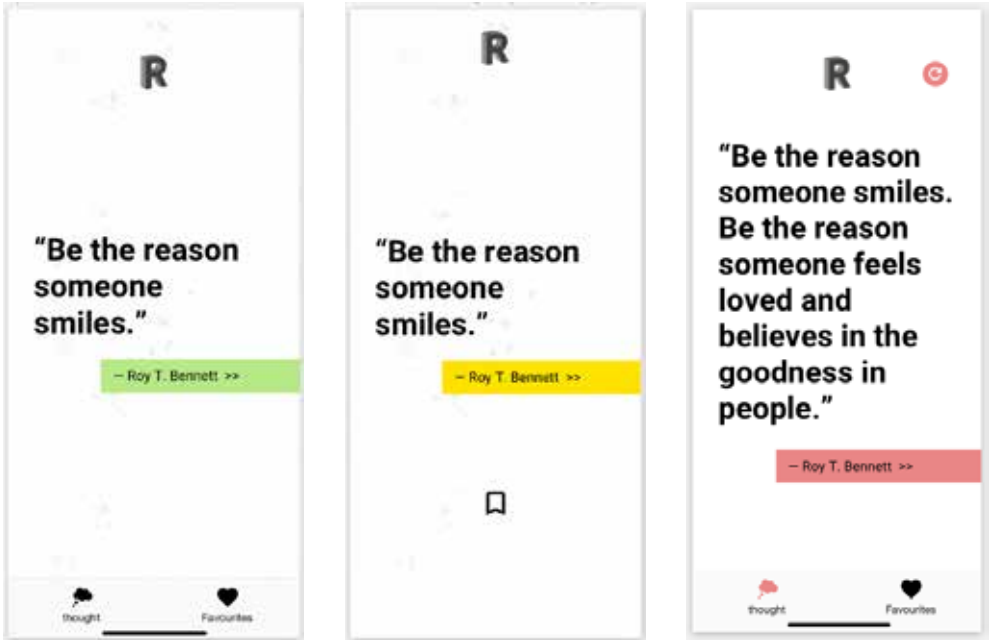 R
“Be the reason
someone
smiles.”
— Roy T. Bennett >>
thought
Favourites
R
“Be the reason
someone
smiles.”
— Roy T. Bennett >>
R
“Be the reason
someone smiles.
Be the reason
someone feels
loved and
believes in the
goodness in
people.”
— Roy T. Bennett >>
thought
Favourites